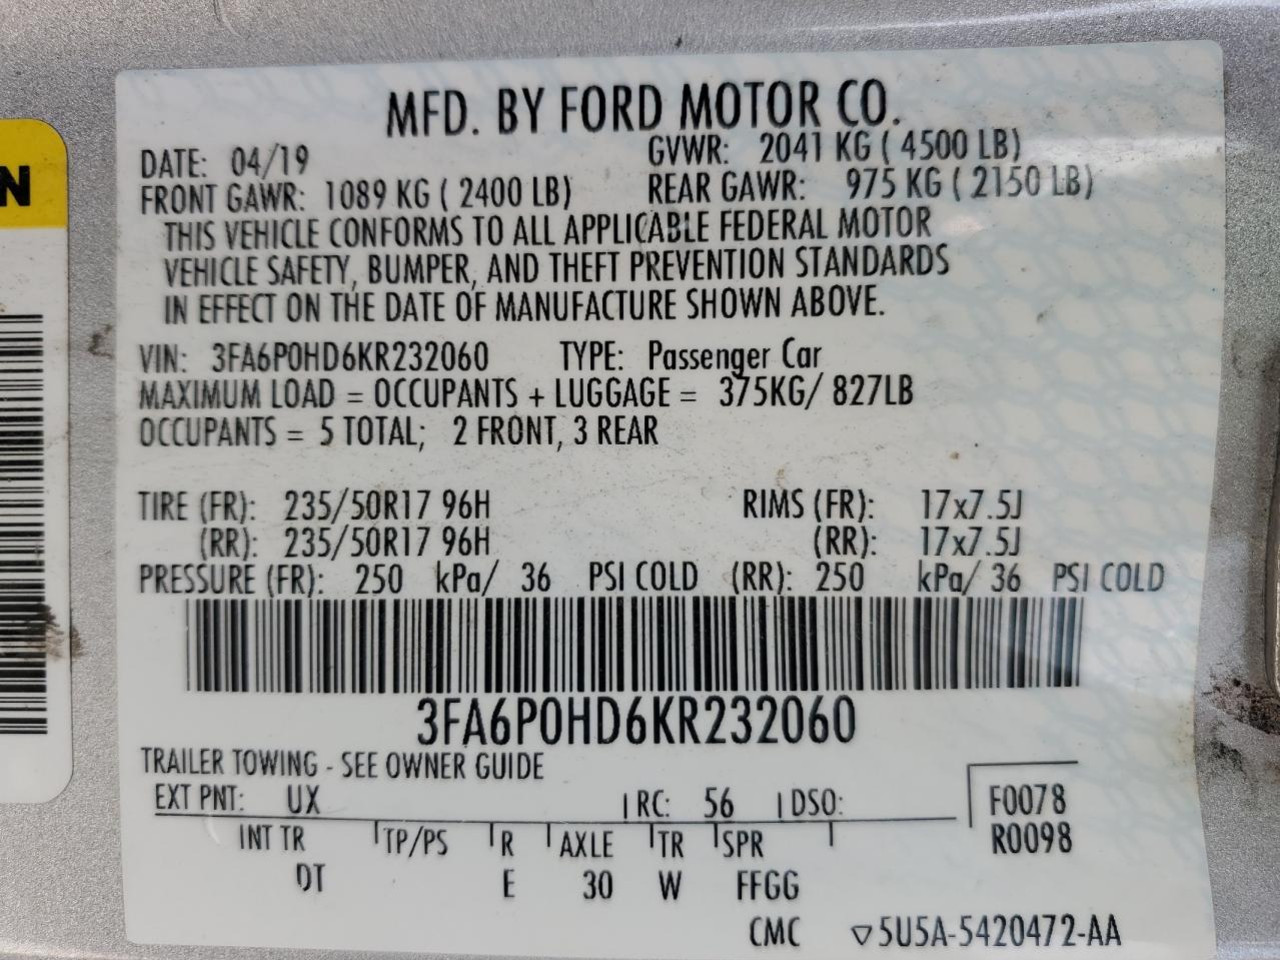 MFD. BY FORD MOTOR CO.
DATE: 04/19 GVWR: 2041 KG ( 4500 LB)
FRONT GAWR: 1089 KG ( 2400 LB) REAR GAWR: 975 KG ( 2150 LB)
THIS VEHICLE CONFORMS TO ALL APPLICABLE FEDERAL MOTOR
VEHICLE SAFETY, BUMPER, AND THEFT PREVENTION STANDARDS
IN EFFECT ON THE DATE OF MANUFACTURE SHOWN ABOVE.
VIN: 3FA6P0HD6KR232060 TYPE: Passenger Car
MAXIMUM LOAD = OCCUPANTS + LUGGAGE = 375KG/ 827LB
OCCUPANTS = 5 TOTAL; 2 FRONT, 3 REAR
TIRE (FR): 235/50R17 96H RIMS (FR): 17x7.5J
(RR): 235/50R17 96H (RR): 17x7.5J
PRESSURE (FR): 250 kPa/ 36 PSI COLD (RR): 250 kPa/ 36 PSI COLD
3FA6P0HD6KR232060
TRAILER TOWING - SEE OWNER GUIDE
EXT PNT: UX RC: 56 DSO: F0078
R0098
INT TR TP/PS R AXLE TR SPR
DT E 30 W FFGG
CMC ▽5U5A-5420472-AA
N